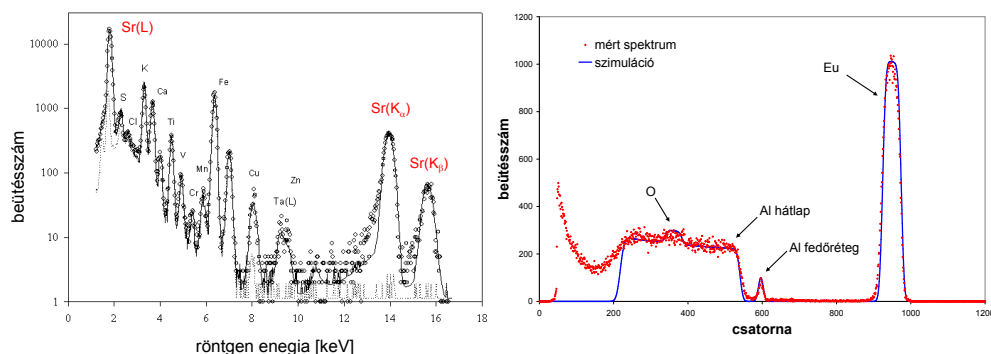 Sr(L)
10000
K
Fe
1000
S
Ca
Sr(Kα)
Cl
Ti
Sr(Kβ)
V
100
Mn
Cu
Zn
Cr
Ta(L)
10
1
0
2
4
6
8
10
12
14
16
18
beütésszám
röntgen enegia [keV]
1200
mért spektrum
1000
szimuláció
Eu
800
600
O
400
Al hátlap
Al fedőréteg
200
0
0
200
400
600
800
1000
1200
beütésszám
csatorna